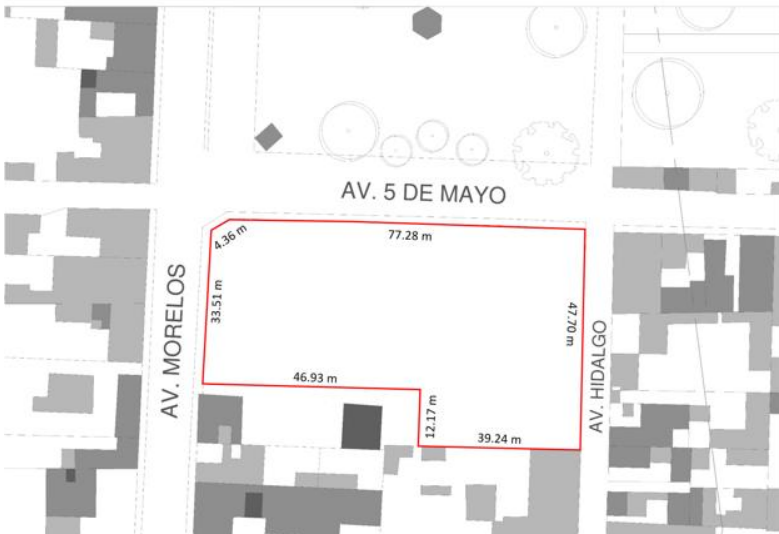 AV. 5 DE MAYO
4.36 m
77.28 m
33.51 m
AV. MORELOS
47.70 m
AV. HIDALGO
46.93 m
12.17 m
39.24 m